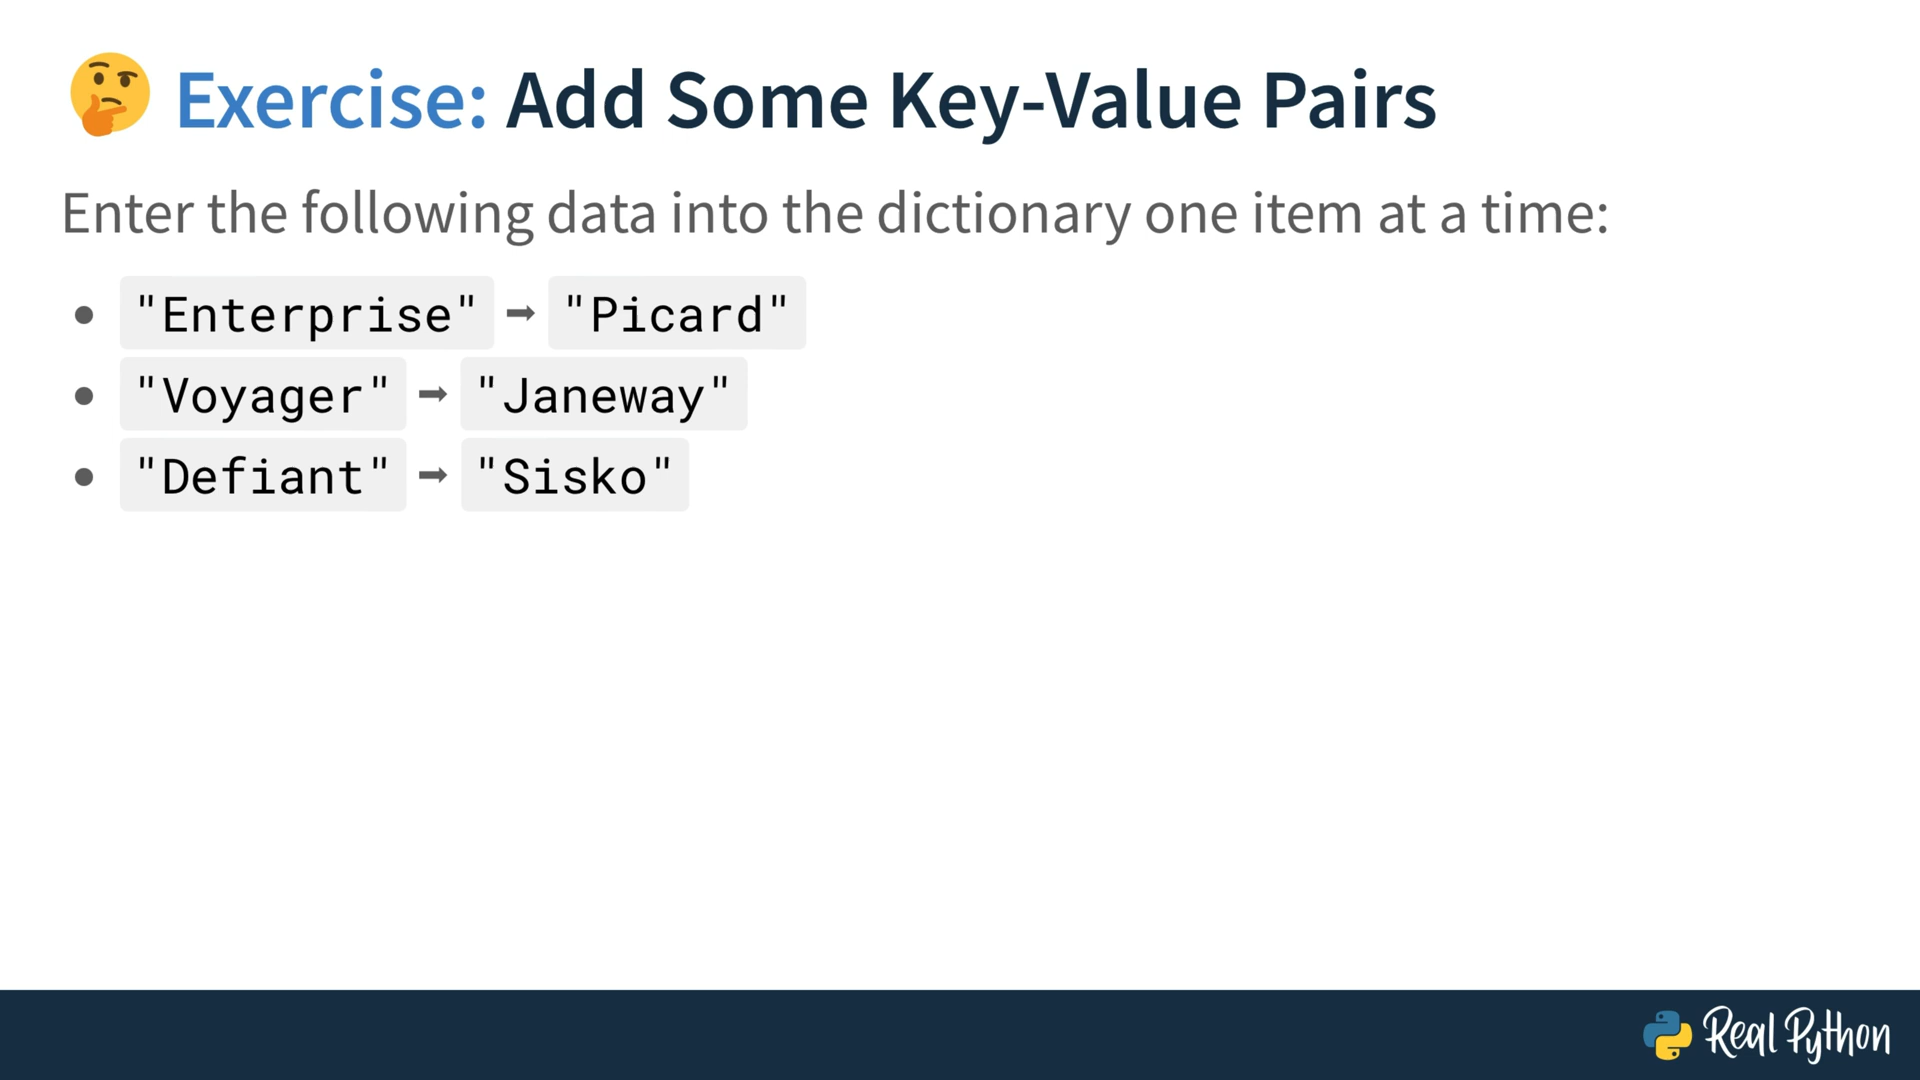 Exercise: Add Some Key-Value Pairs
Enter the following data into the dictionary one item at a time:
• "Enterprise" ➡ "Picard"
• "Voyager" ➡ "Janeway"
• "Defiant" ➡ "Sisko"
Real Python